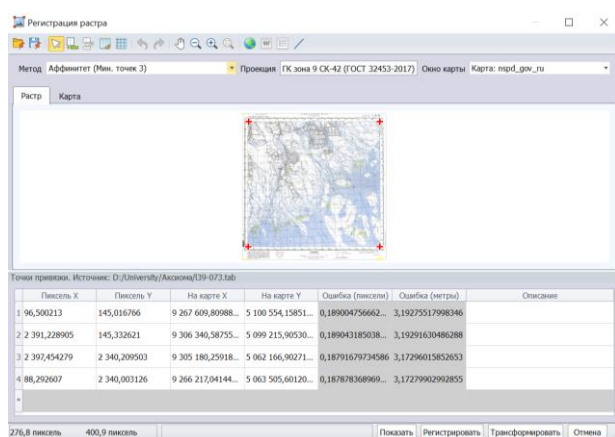 Регистрация растра
Метод Аффинитет (Мин. точек 3) Проекция ГК зона 9 СК-42 (ГОСТ 32453-2017) Окно карты Карта: nspd_gov_ru
Растр Карта
Точки привязки. Источник: D:/University/Аксиома/l39-073.tab
Пиксель X Пиксель Y На карте X На карте Y Ошибка (пиксели) Ошибка (метры) Описание
1 96,500213 145,016766 9 267 609,80988... 5 100 554,15851... 0,189004756662... 3,19275517998346
2 2 391,228905 145,332621 9 306 340,58755... 5 099 215,90530... 0,189043185038... 3,19291630486288
3 2 397,454279 2 340,209503 9 305 180,25918... 5 062 166,90271... 0,18791679734586 3,17296015852653
4 88,292607 2 340,003126 9 266 217,04144... 5 063 505,60120... 0,187878368969... 3,17279902992855
*
276,8 пиксель 400,9 пиксель Показать Регистрировать Трансформировать Отмена